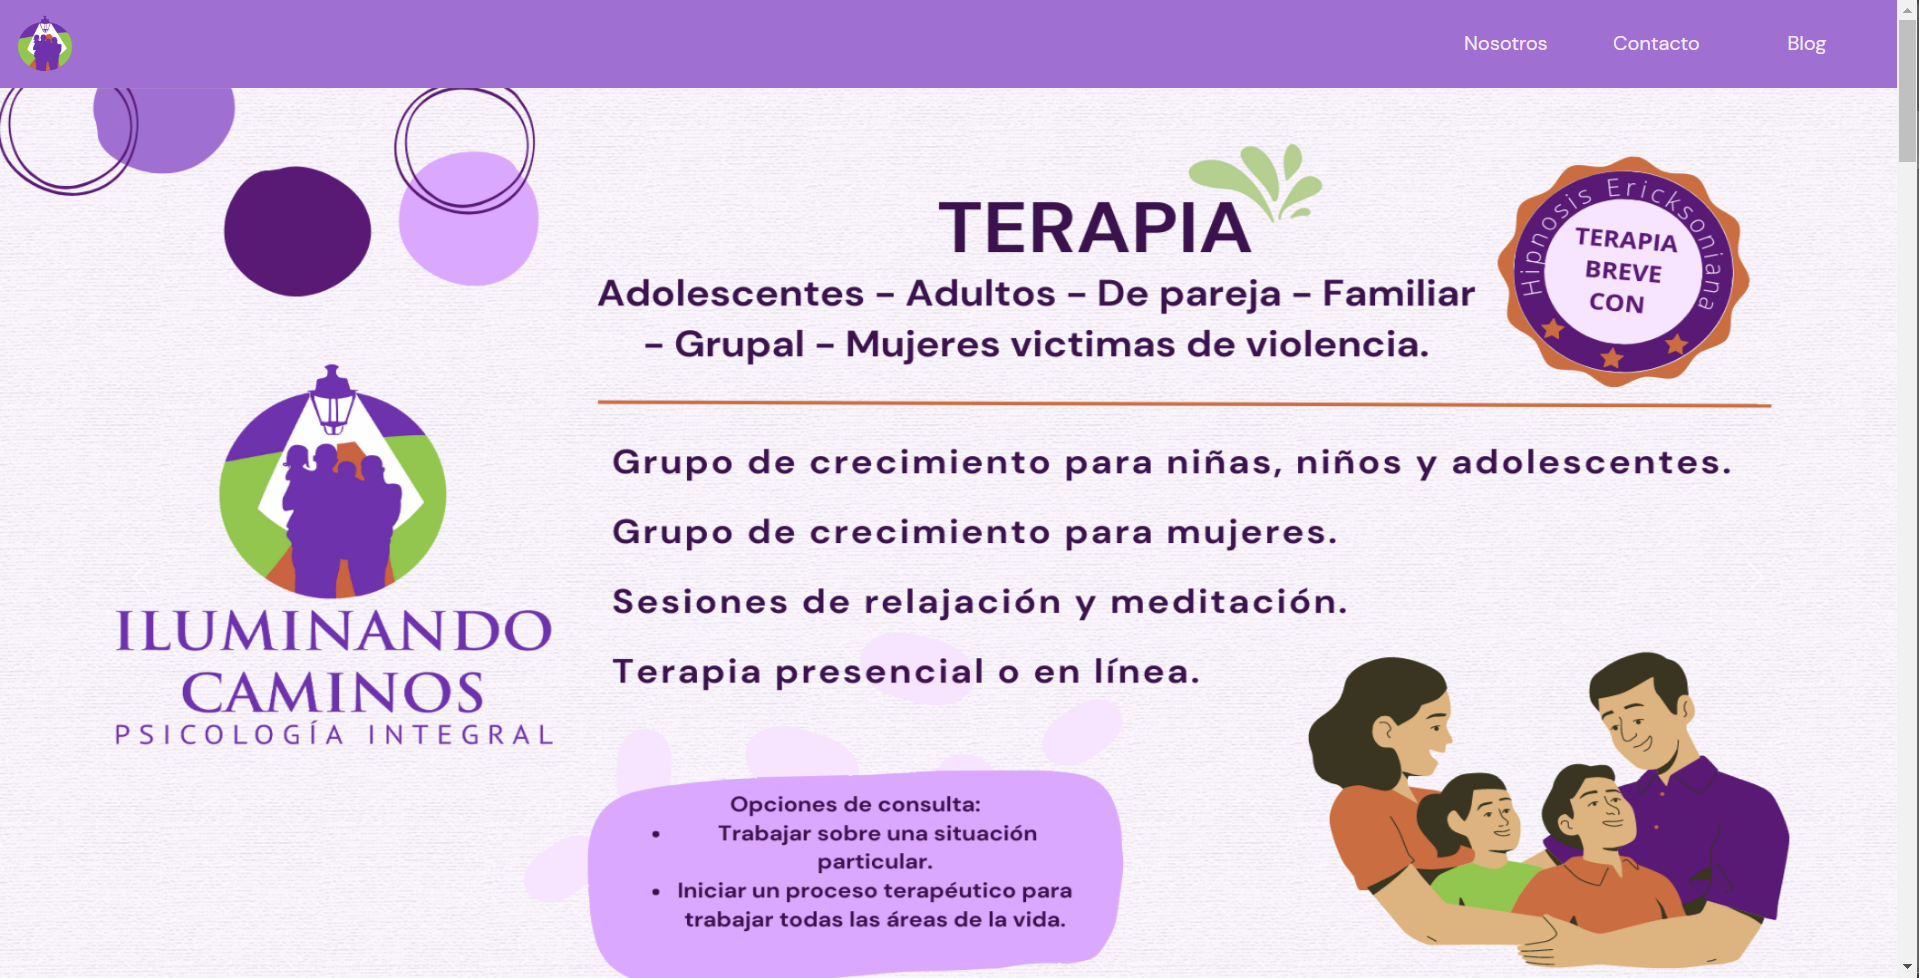 Nosotros Contacto Blog
TERAPIA
Adolescentes – Adultos – De pareja – Familiar
– Grupal – Mujeres victimas de violencia.
Hipnosis Ericksoniana
TERAPIA
BREVE
CON
Grupo de crecimiento para niñas, niños y adolescentes.
Grupo de crecimiento para mujeres.
Sesiones de relajación y meditación.
Terapia presencial o en línea.
ILUMINANDO
CAMINOS
PSICOLOGÍA INTEGRAL
Opciones de consulta:
• Trabajar sobre una situación
particular.
• Iniciar un proceso terapéutico para
trabajar todas las áreas de la vida.